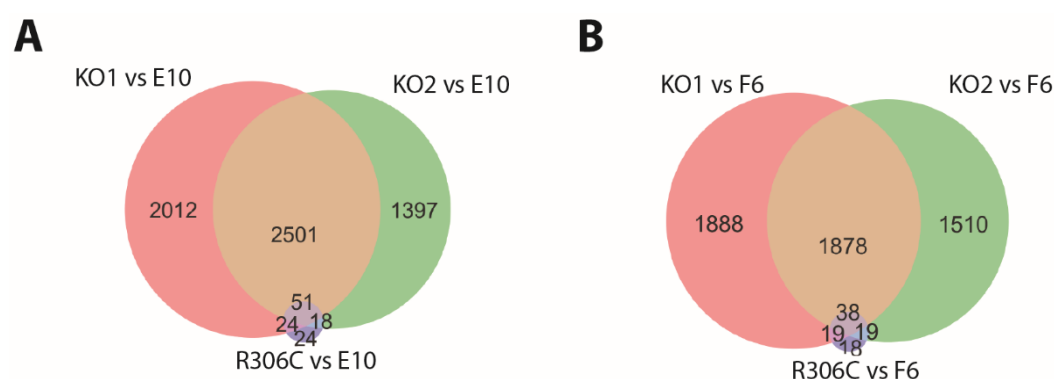 A
KO1 vs E10
KO2 vs E10
2012
1397
2501
51
24 18
24
R306C vs E10
B
KO1 vs F6
KO2 vs F6
1888
1510
1878
38
19 19
18
R306C vs F6